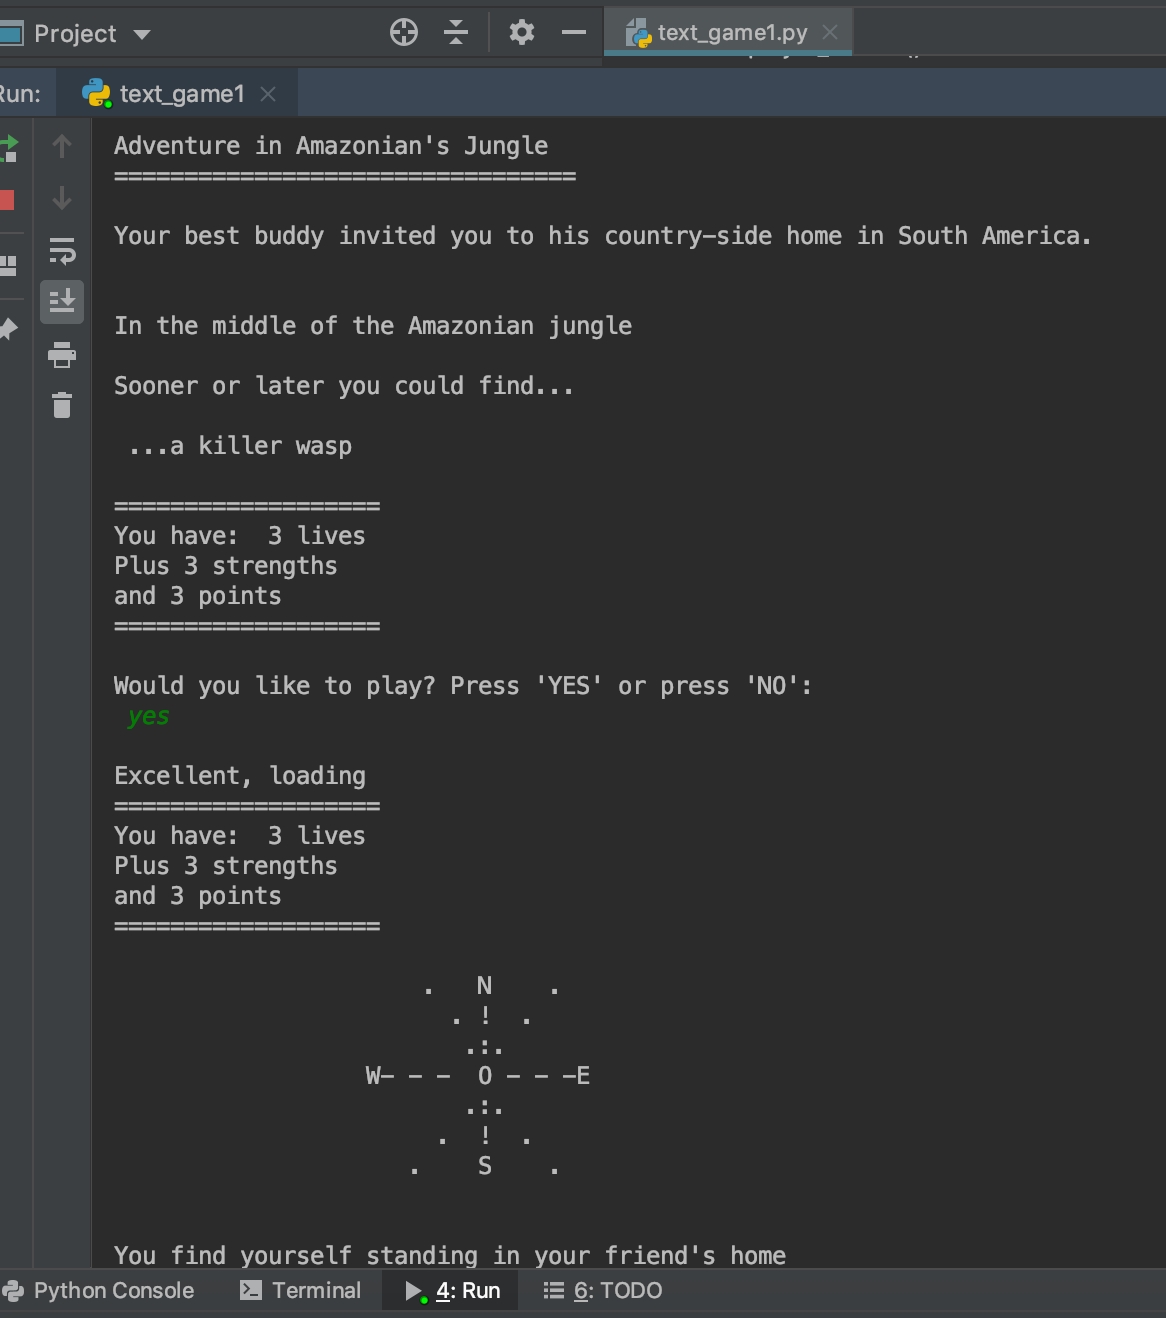 Project
text_game1.py
Run:
text_game1
Adventure in Amazonian's Jungle
=================================
Your best buddy invited you to his country-side home in South America.
In the middle of the Amazonian jungle
Sooner or later you could find...
...a killer wasp
===================
You have:  3 lives
Plus 3 strengths
and 3 points
===================
Would you like to play? Press 'YES' or press 'NO':
yes
Excellent, loading
===================
You have:  3 lives
Plus 3 strengths
and 3 points
===================
.   N    .
. !  .
.:.
W- - -  O - - -E
.:.
.  !  .
.    S    .
You find yourself standing in your friend's home
Python Console
Terminal
4: Run
6: TODO